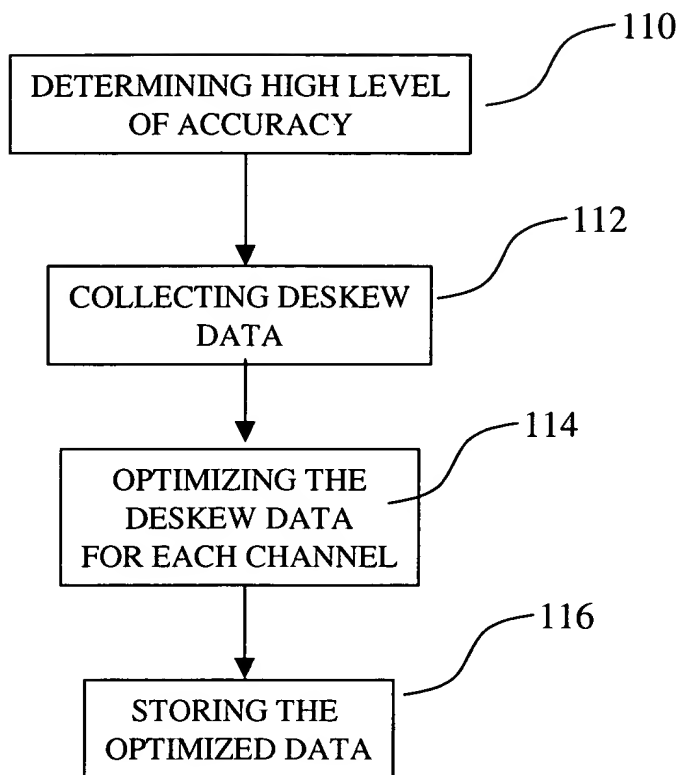 110
DETERMINING HIGH LEVEL
OF ACCURACY
112
COLLECTING DESKEW
DATA
114
OPTIMIZING THE
DESKEW DATA
FOR EACH CHANNEL
116
STORING THE
OPTIMIZED DATA